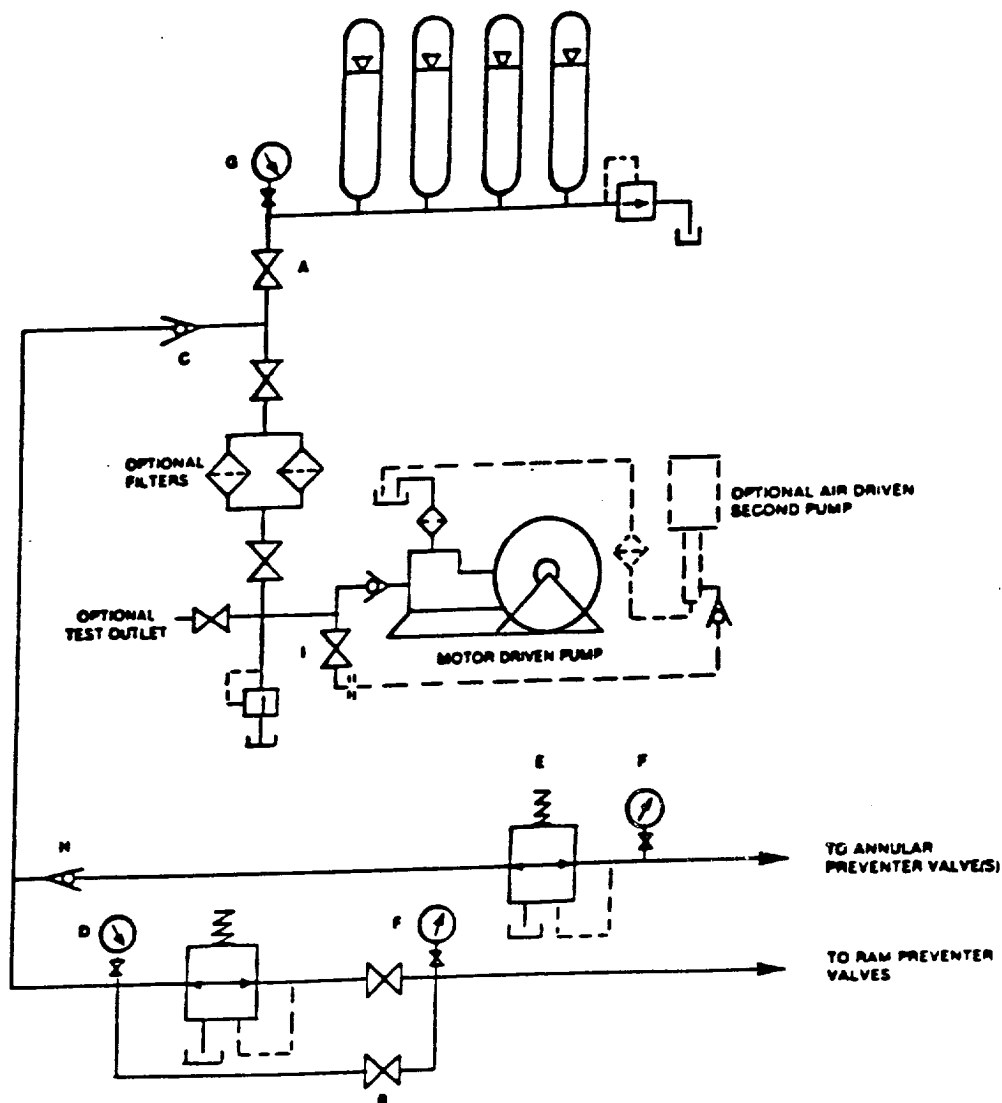 G
A
C
OPTIONAL
FILTERS
OPTIONAL AIR DRIVEN
SECOND PUMP
OPTIONAL
TEST OUTLET
I
MOTOR DRIVEN PUMP
E
F
H
TO ANNULAR
PREVENTER VALVE(S)
D
F
TO RAM PREVENTER
VALVES
B